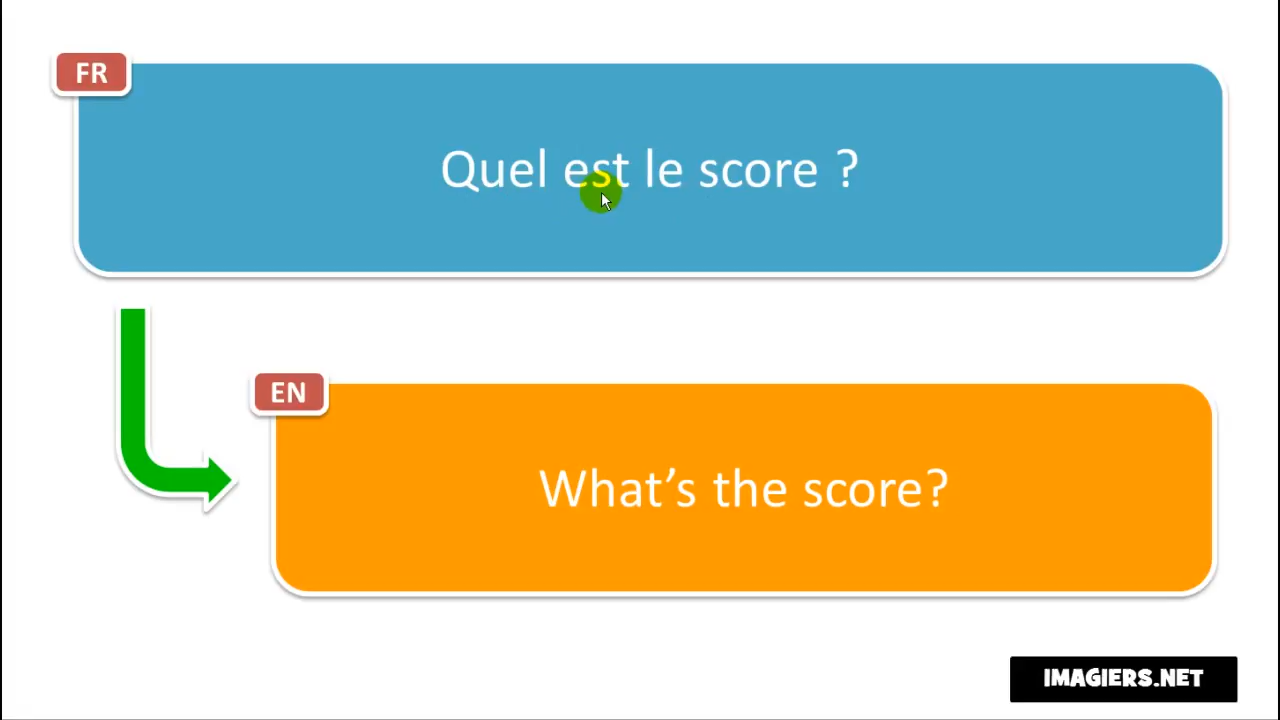 FR
Quel est le score ?
EN
What’s the score?
IMAGIERS.NET